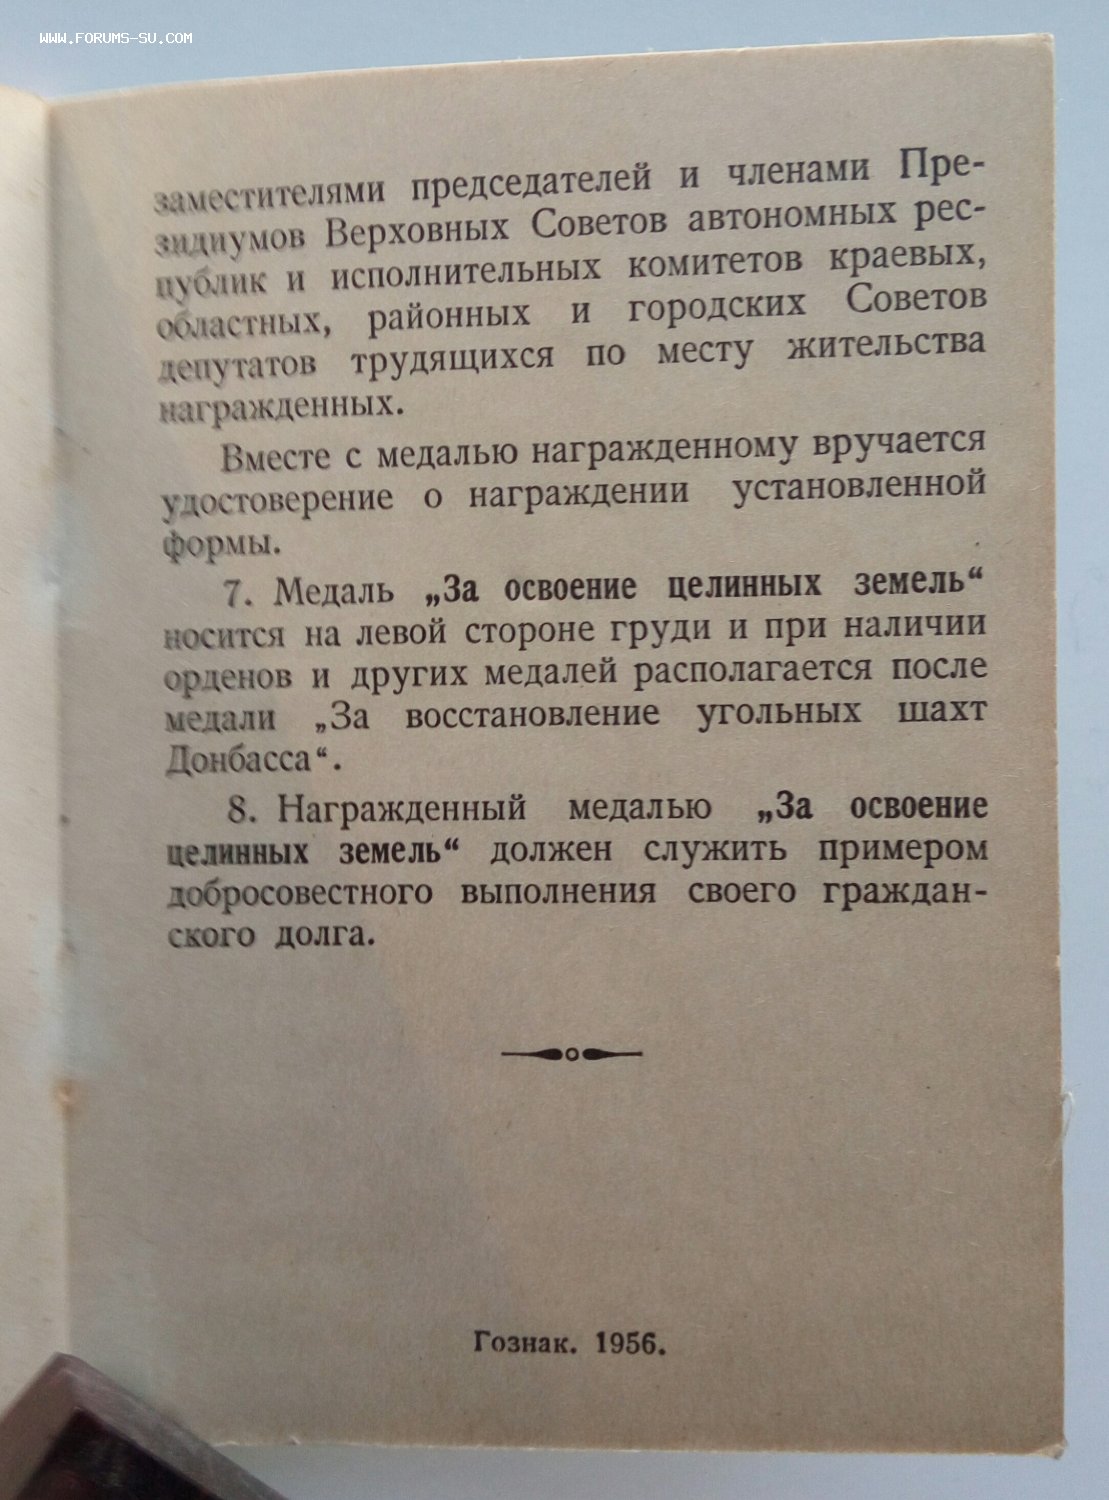 WWW.FORUMS-SU.COM
заместителями председателей и членами Пре-
зидиумов Верховных Советов автономных рес-
публик и исполнительных комитетов краевых,
областных, районных и городских Советов
депутатов трудящихся по месту жительства
награжденных.
Вместе с медалью награжденному вручается
удостоверение о награждении установленной
формы.
7. Медаль „За освоение целинных земель“
носится на левой стороне груди и при наличии
орденов и других медалей располагается после
медали „За восстановление угольных шахт
Донбасса“.
8. Награжденный медалью „За освоение
целинных земель“ должен служить примером
добросовестного выполнения своего граждан-
ского долга.
Гознак. 1956.